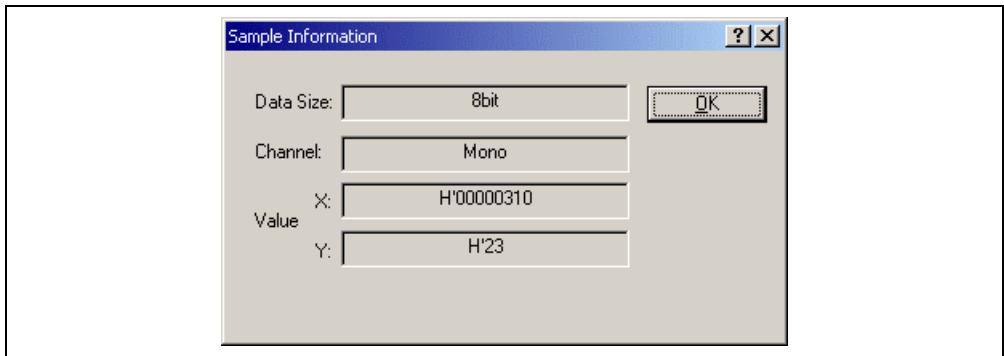 Sample Information
Data Size: 8bit OK
Channel: Mono
X: H'00000310
Value
Y: H'23